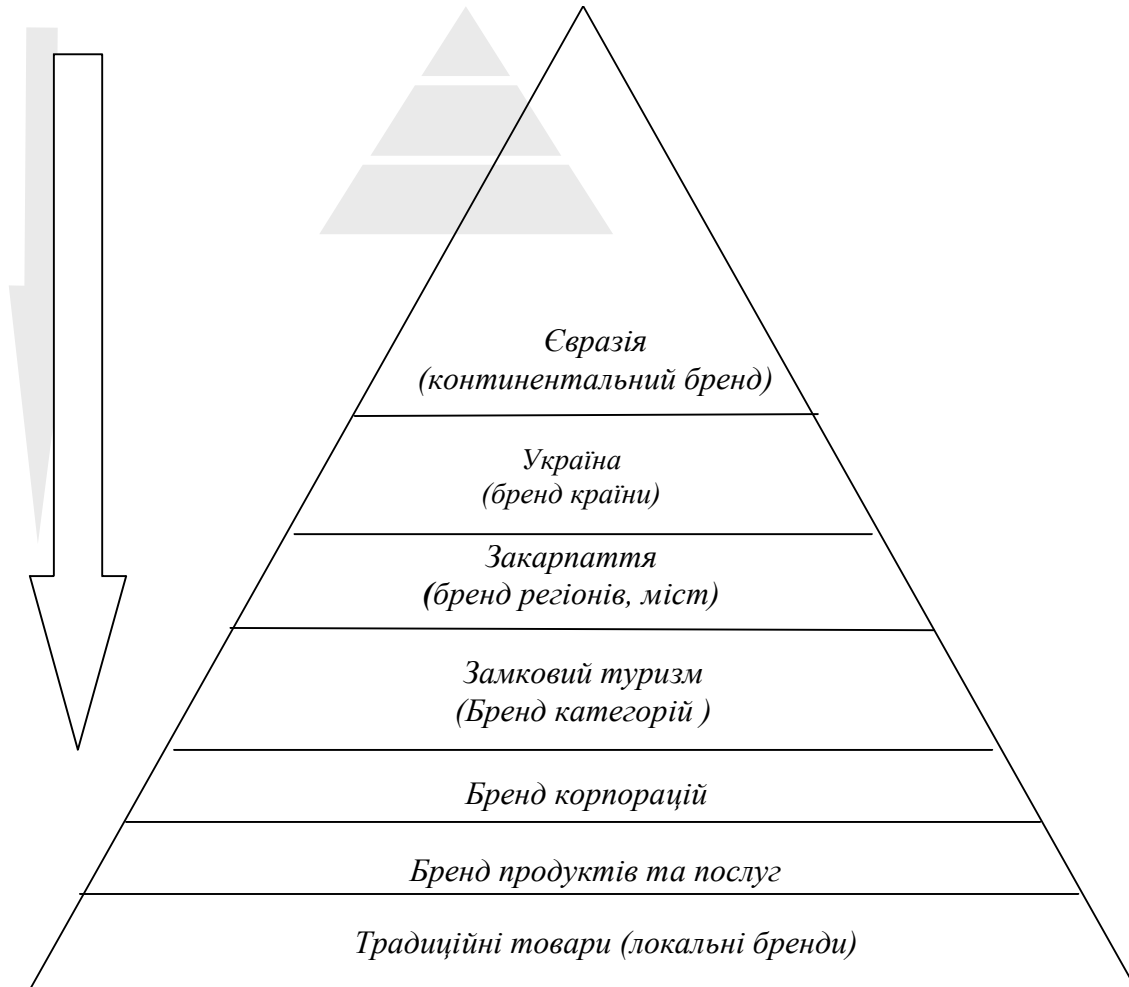 Євразія
(континентальний бренд)
Україна
(бренд країни)
Закарпаття
(бренд регіонів, міст)
Замковий туризм
(Бренд категорій )
Бренд корпорацій
Бренд продуктів та послуг
Традиційні товари (локальні бренди)